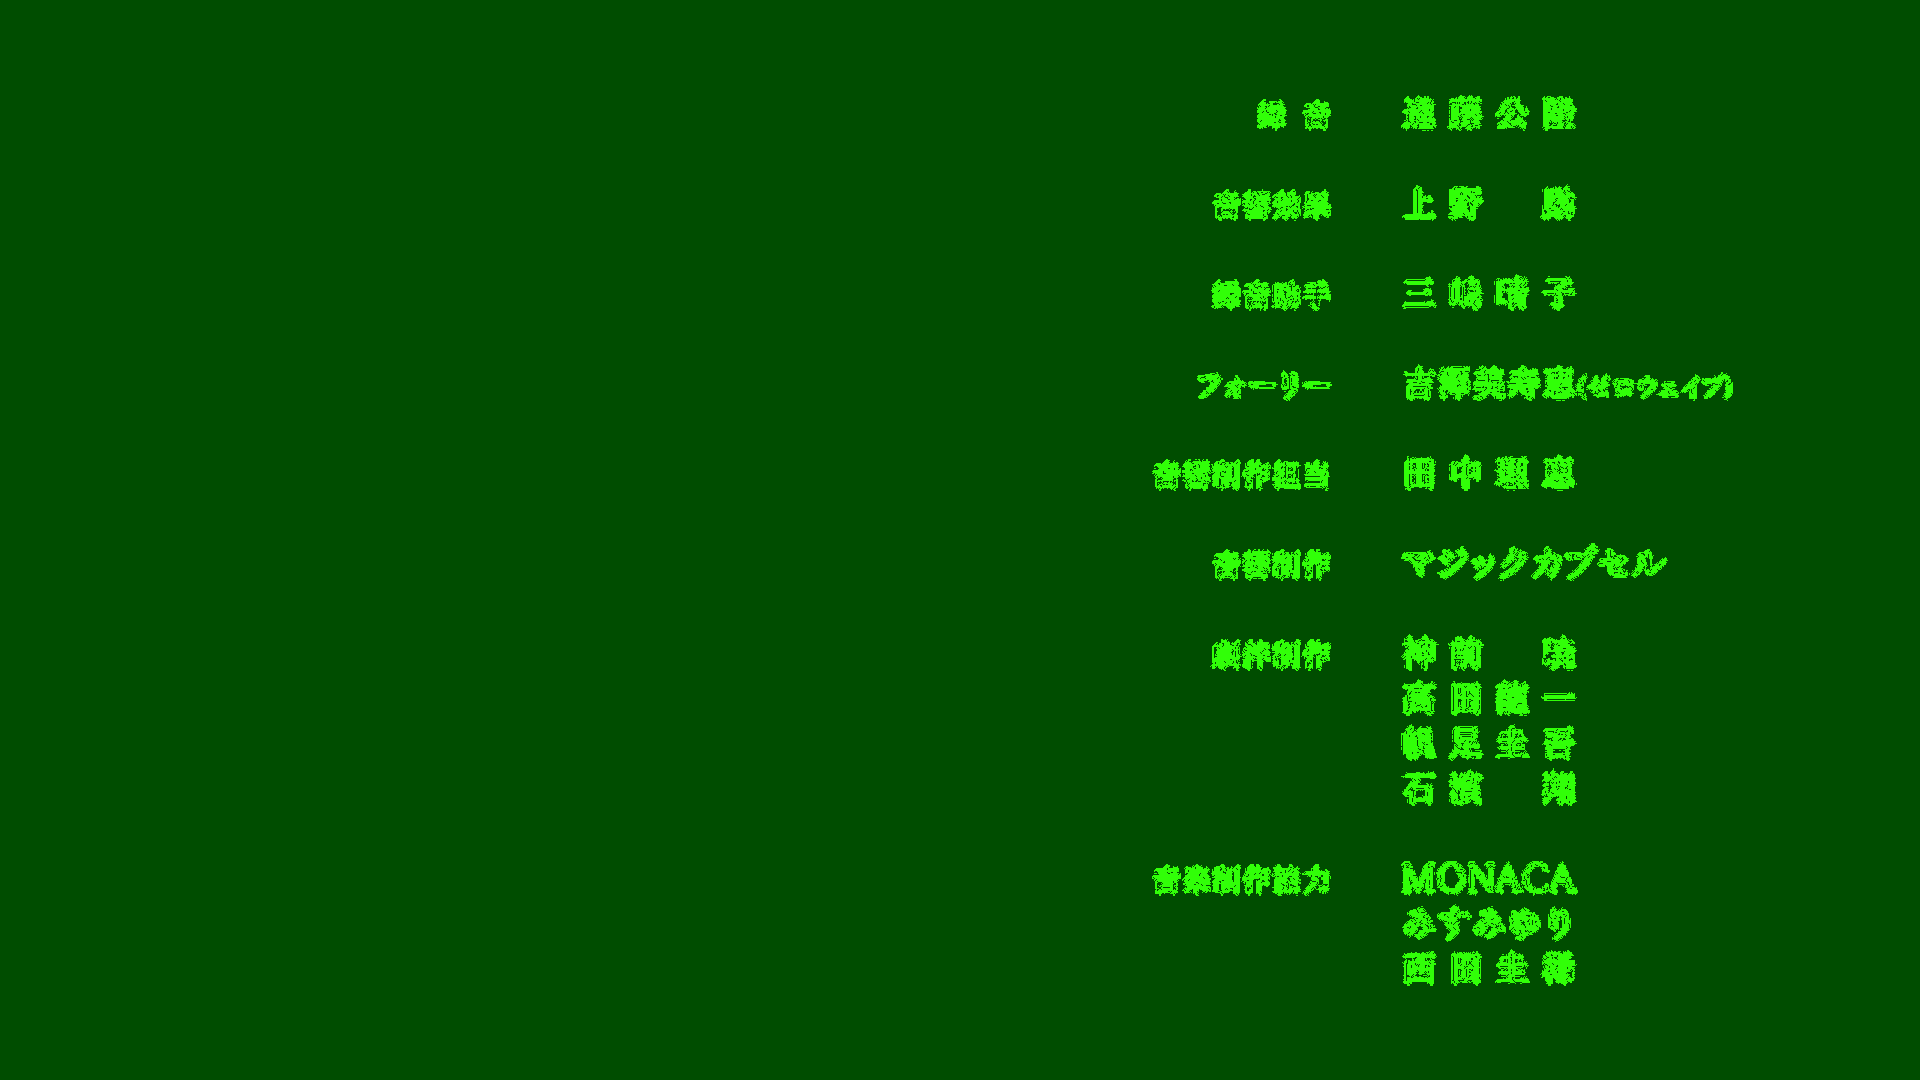 録音 遠藤公隆
音響効果 上野 励
録音助手 三嶋晴子
フォーリー 吉澤美寿恵(ゼロウェイブ)
音響制作担当 田中理恵
音響制作 マジックカプセル
劇伴制作 神前 暁
高田龍一
帆足圭吾
石濱 翔
音楽制作協力 MONACA
みすみゆり
西田圭稀